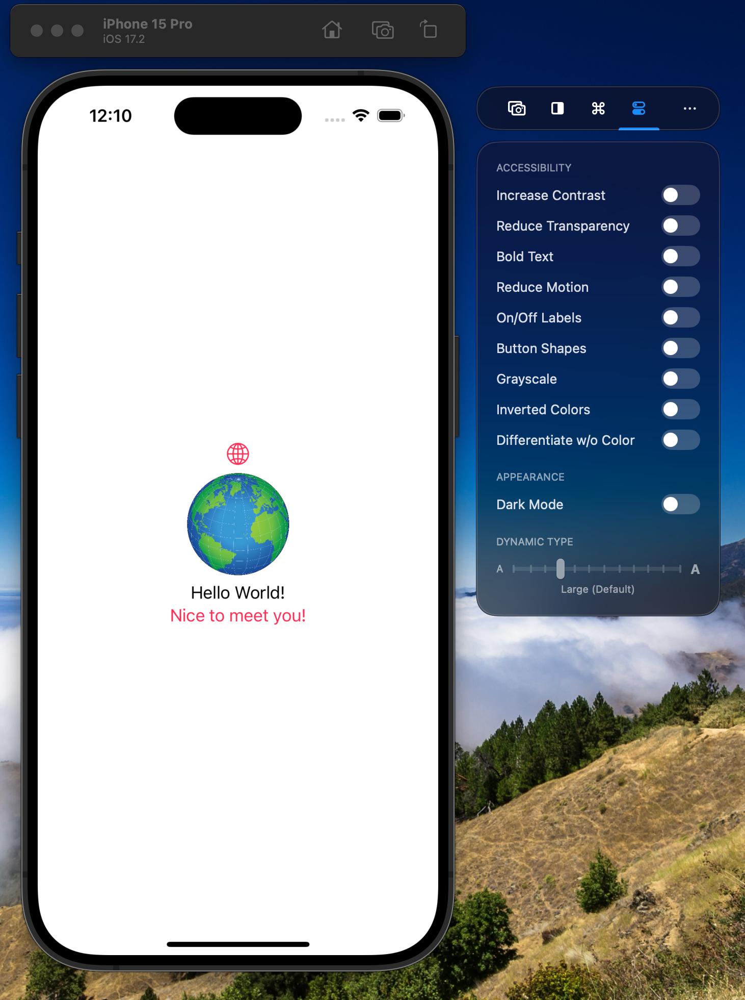 iPhone 15 Pro
iOS 17.2
12:10
Hello World!
Nice to meet you!
ACCESSIBILITY
Increase Contrast
Reduce Transparency
Bold Text
Reduce Motion
On/Off Labels
Button Shapes
Grayscale
Inverted Colors
Differentiate w/o Color
APPEARANCE
Dark Mode
DYNAMIC TYPE
A A
Large (Default)